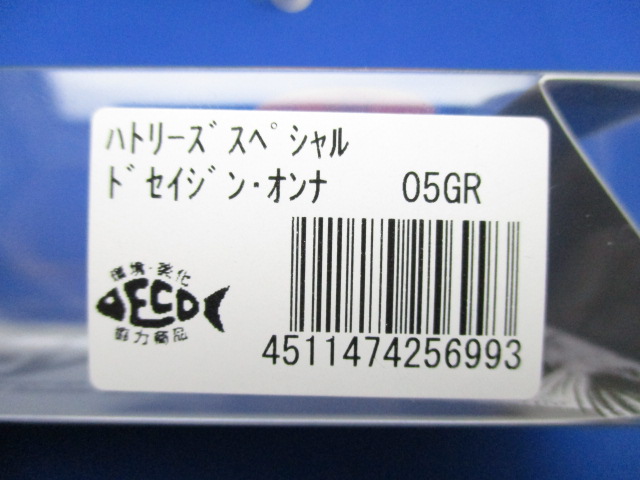 ﾊﾄﾘｰｽﾞｽﾍﾟｼｬﾙ
ﾄﾞｾｲｼﾞﾝ･ｵﾝﾅ 05GR
環境・美化
ECO
協力商品
4511474256993